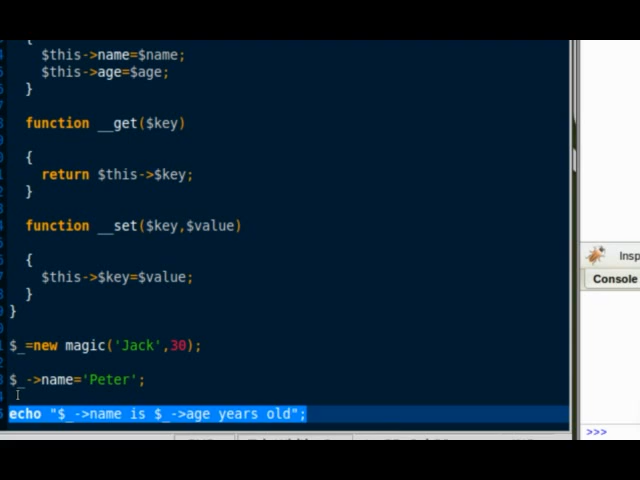 {
$this->name=$name;
$this->age=$age;
}
function __get($key)
{
return $this->$key;
}
function __set($key,$value)
{
$this->$key=$value;
}
}
$_=new magic('Jack',30);
$_->name='Peter';
echo "$_->name is $_->age years old";
Insp
Console
>>>